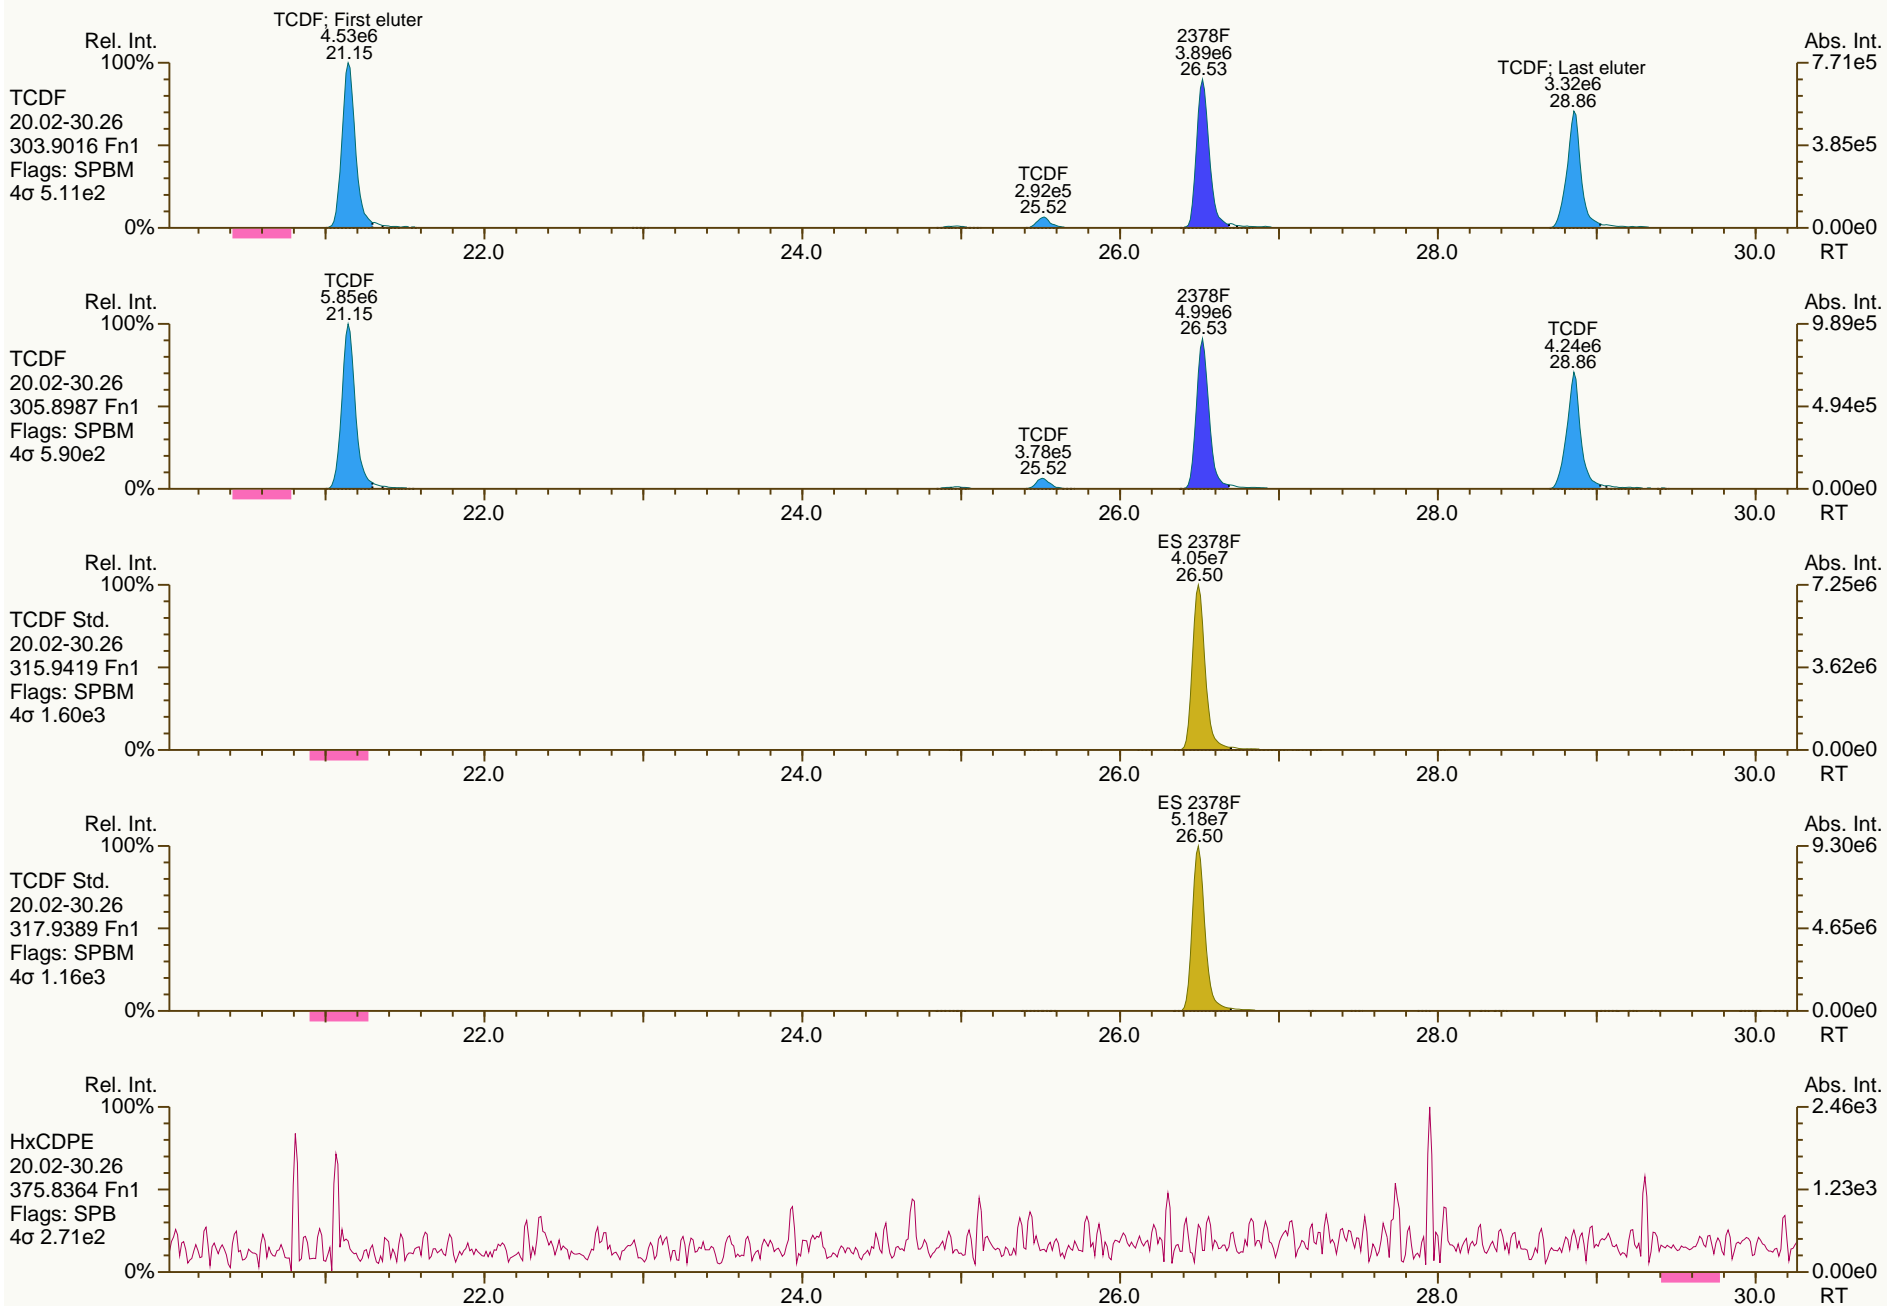 TCDF; First eluter
4.53e6
21.15
2378F
3.89e6
26.53
TCDF; Last eluter
3.32e6
28.86
TCDF
2.92e5
25.52
Rel. Int.
100%
0%
TCDF
20.02-30.26
303.9016 Fn1
Flags: SPBM
4σ 5.11e2
Abs. Int.
7.71e5
3.85e5
0.00e0
22.0 24.0 26.0 28.0 30.0 RT
TCDF
5.85e6
21.15
2378F
4.99e6
26.53
TCDF
4.24e6
28.86
TCDF
3.78e5
25.52
Rel. Int.
100%
0%
TCDF
20.02-30.26
305.8987 Fn1
Flags: SPBM
4σ 5.90e2
Abs. Int.
9.89e5
4.94e5
0.00e0
22.0 24.0 26.0 28.0 30.0 RT
ES 2378F
4.05e7
26.50
Rel. Int.
100%
0%
TCDF Std.
20.02-30.26
315.9419 Fn1
Flags: SPBM
4σ 1.60e3
Abs. Int.
7.25e6
3.62e6
0.00e0
22.0 24.0 26.0 28.0 30.0 RT
ES 2378F
5.18e7
26.50
Rel. Int.
100%
0%
TCDF Std.
20.02-30.26
317.9389 Fn1
Flags: SPBM
4σ 1.16e3
Abs. Int.
9.30e6
4.65e6
0.00e0
22.0 24.0 26.0 28.0 30.0 RT
Rel. Int.
100%
0%
HxCDPE
20.02-30.26
375.8364 Fn1
Flags: SPB
4σ 2.71e2
Abs. Int.
2.46e3
1.23e3
0.00e0
22.0 24.0 26.0 28.0 30.0 RT